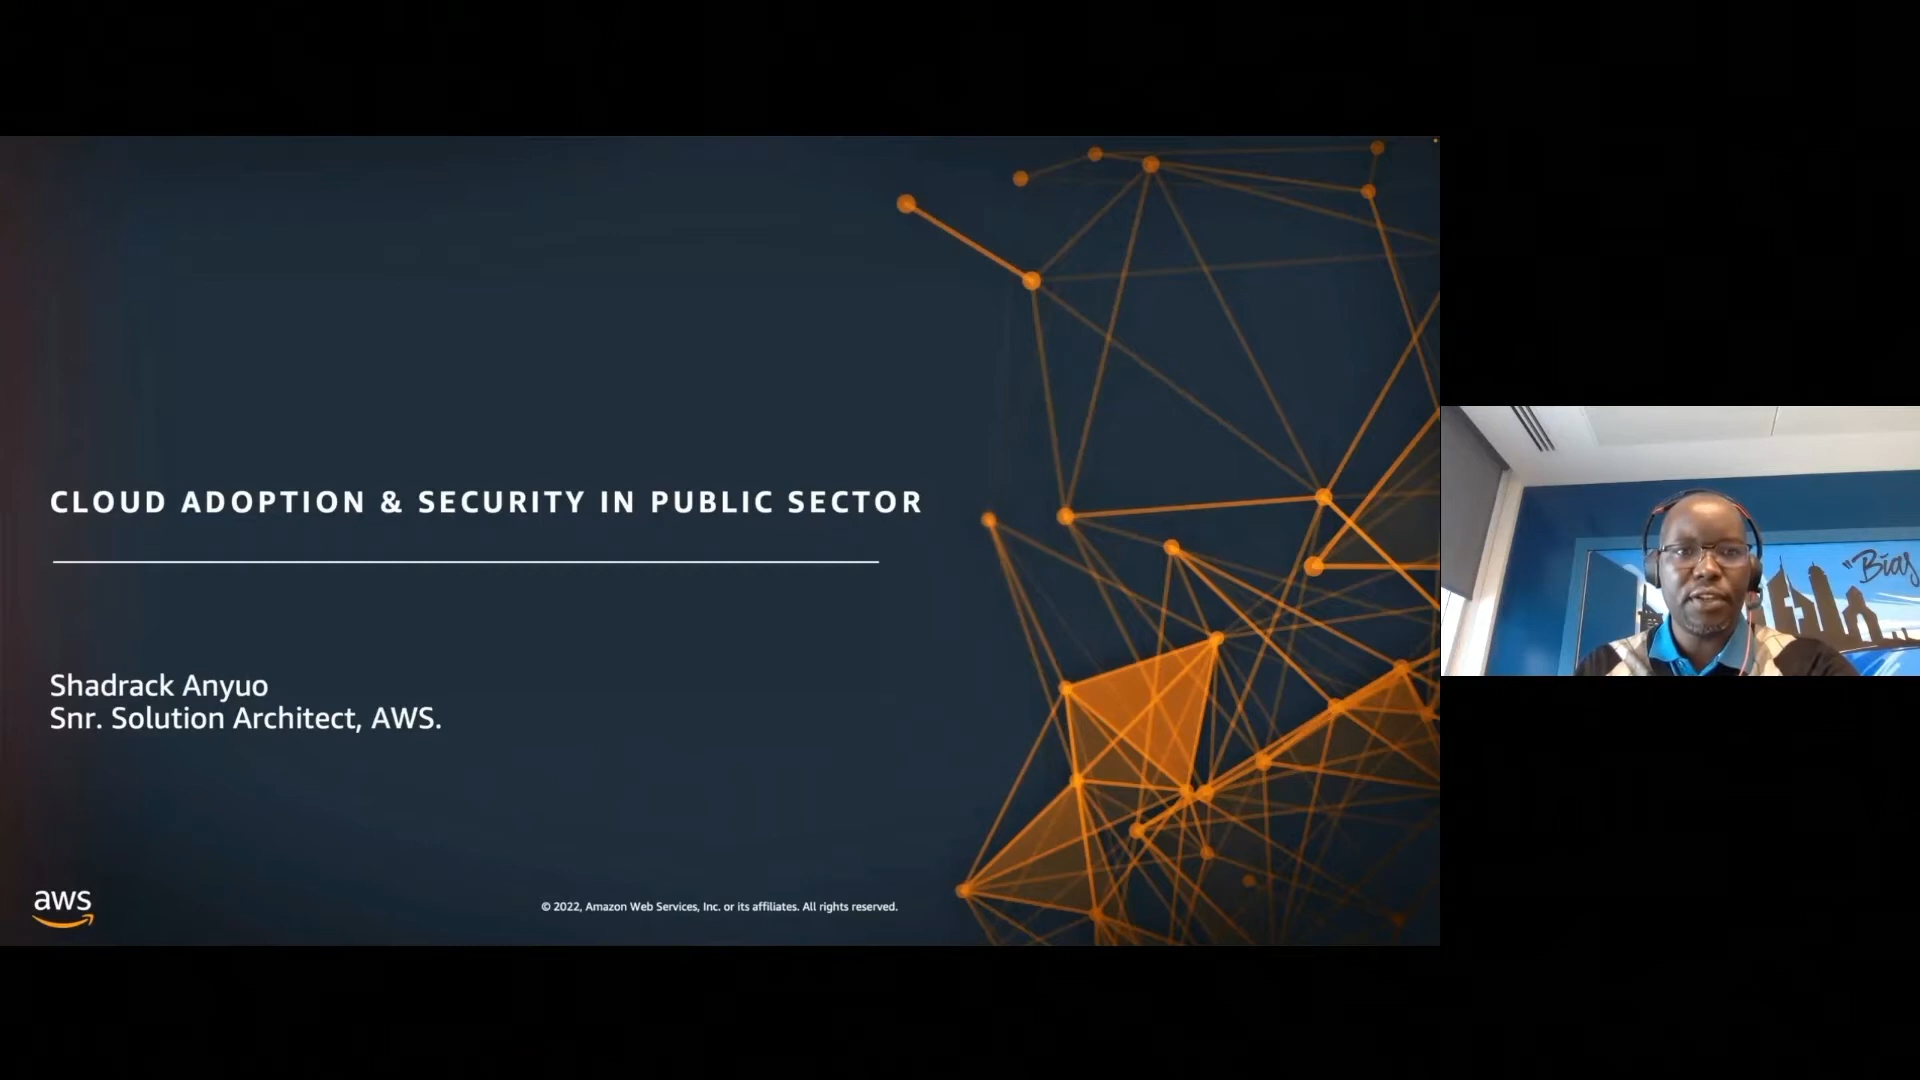 CLOUD ADOPTION & SECURITY IN PUBLIC SECTOR
Shadrack Anyuo
Snr. Solution Architect, AWS.
aws
© 2022, Amazon Web Services, Inc. or its affiliates. All rights reserved.
"Bias